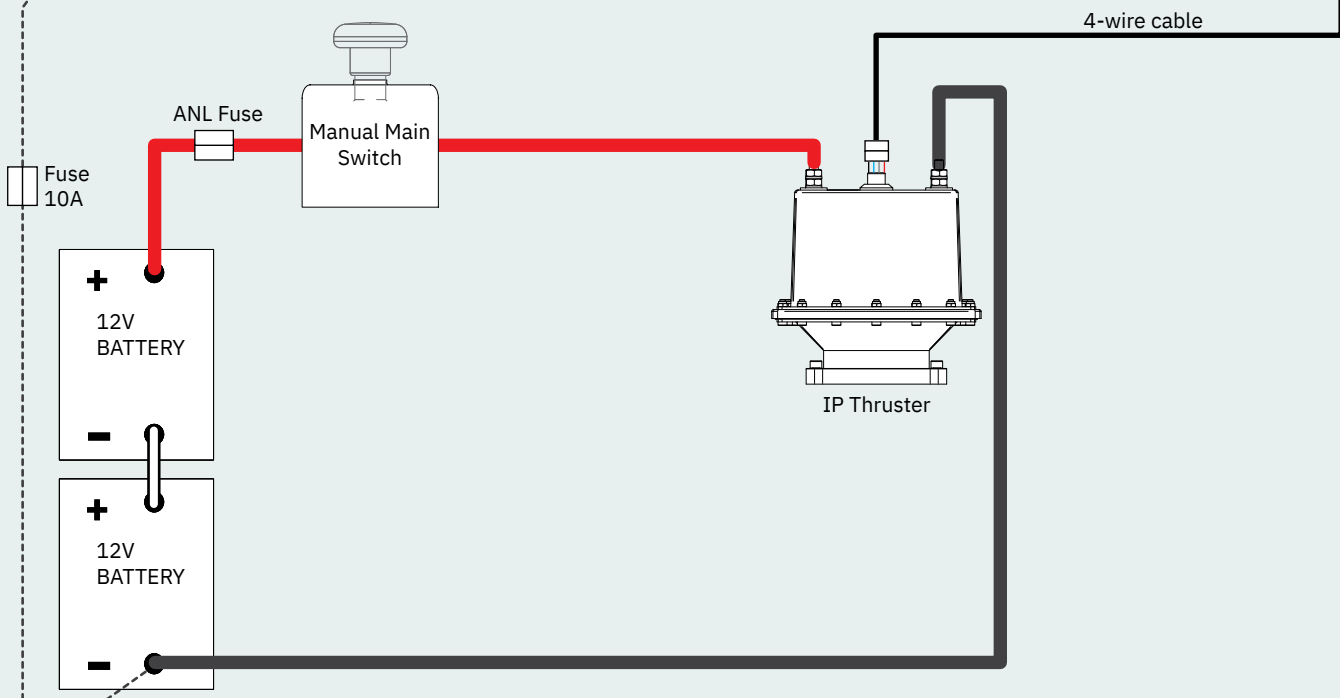 4-wire cable
ANL Fuse
Manual Main
Switch
Fuse
10A
+
12V
BATTERY
−
IP Thruster
+
12V
BATTERY
−